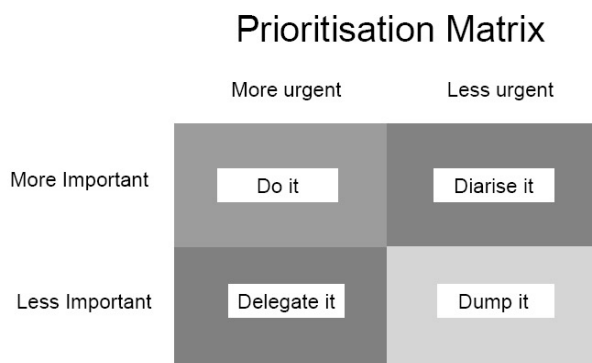 Prioritisation Matrix
More urgent Less urgent
More Important Do it Diarise it
Less Important Delegate it Dump it